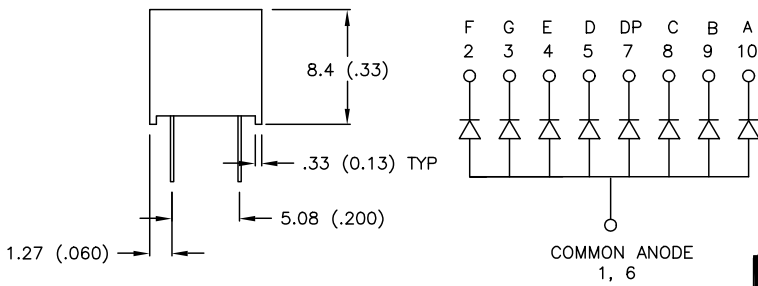 8.4 (.33)
.33 (0.13) TYP
5.08 (.200)
1.27 (.060)
F G E D DP C B A
2 3 4 5 7 8 9 10
COMMON ANODE
1, 6